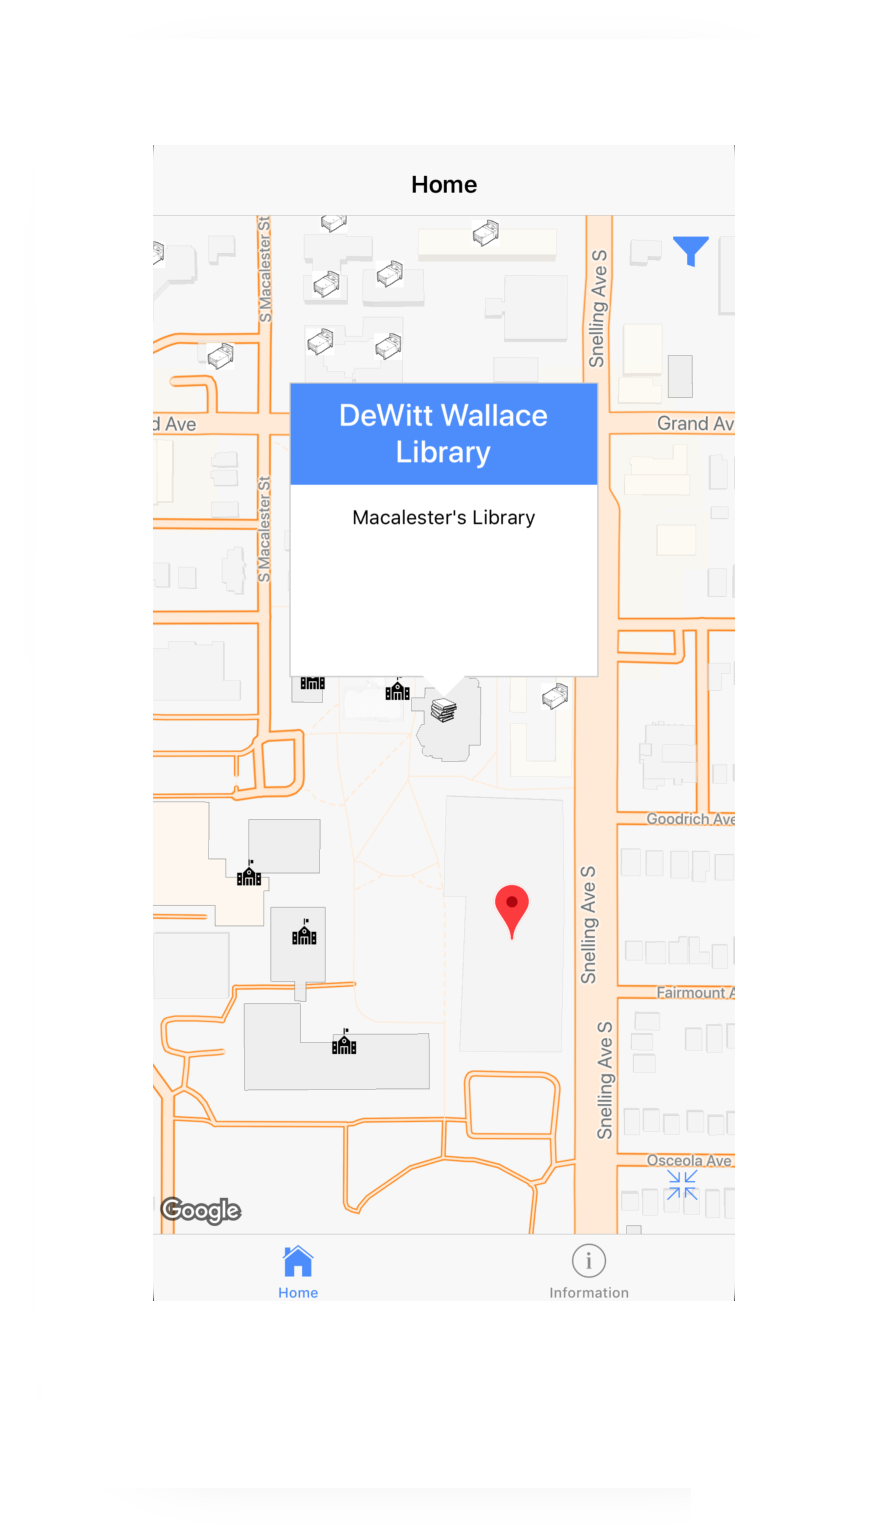 Home
S Macalester St
Snelling Ave S
DeWitt Wallace
Library
d Ave
Grand Av
Macalester's Library
S Macalester St
Goodrich Ave
Snelling Ave S
Fairmount A
Snelling Ave S
Osceola Ave
Google
Home
Information